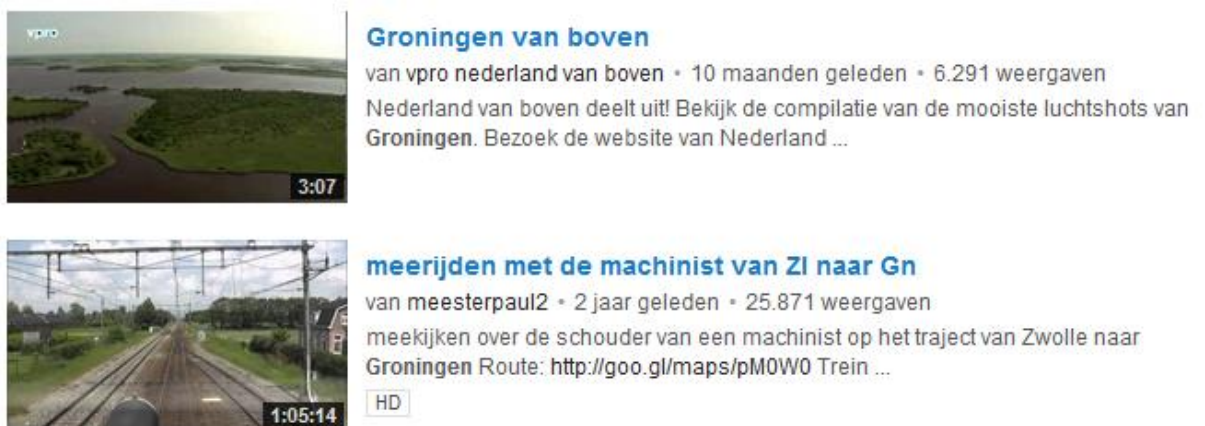 vpro
3:07
Groningen van boven
van vpro nederland van boven • 10 maanden geleden • 6.291 weergaven
Nederland van boven deelt uit! Bekijk de compilatie van de mooiste luchtshots van
Groningen. Bezoek de website van Nederland ...
1:05:14
meerijden met de machinist van Zl naar Gn
van meesterpaul2 • 2 jaar geleden • 25.871 weergaven
meekijken over de schouder van een machinist op het traject van Zwolle naar
Groningen Route: http://goo.gl/maps/pM0W0 Trein ...
HD